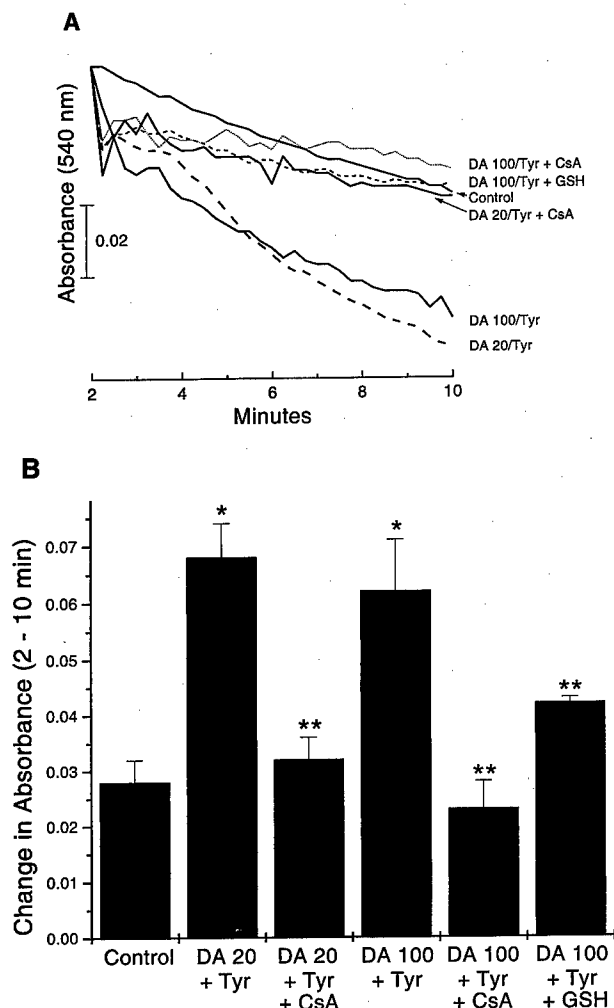 A
Absorbance (540 nm)
0.02
DA 100/Tyr + CsA
DA 100/Tyr + GSH
Control
DA 20/Tyr + CsA
DA 100/Tyr
DA 20/Tyr
2 4 6 8 10
Minutes
B
Change in Absorbance (2 - 10 min)
0.07
0.06
0.05
0.04
0.03
0.02
0.01
0.00
* ** * ** **
Control
DA 20
+ Tyr
DA 20
+ Tyr
+ CsA
DA 100
+ Tyr
DA 100
+ Tyr
+ CsA
DA 100
+ Tyr
+ GSH